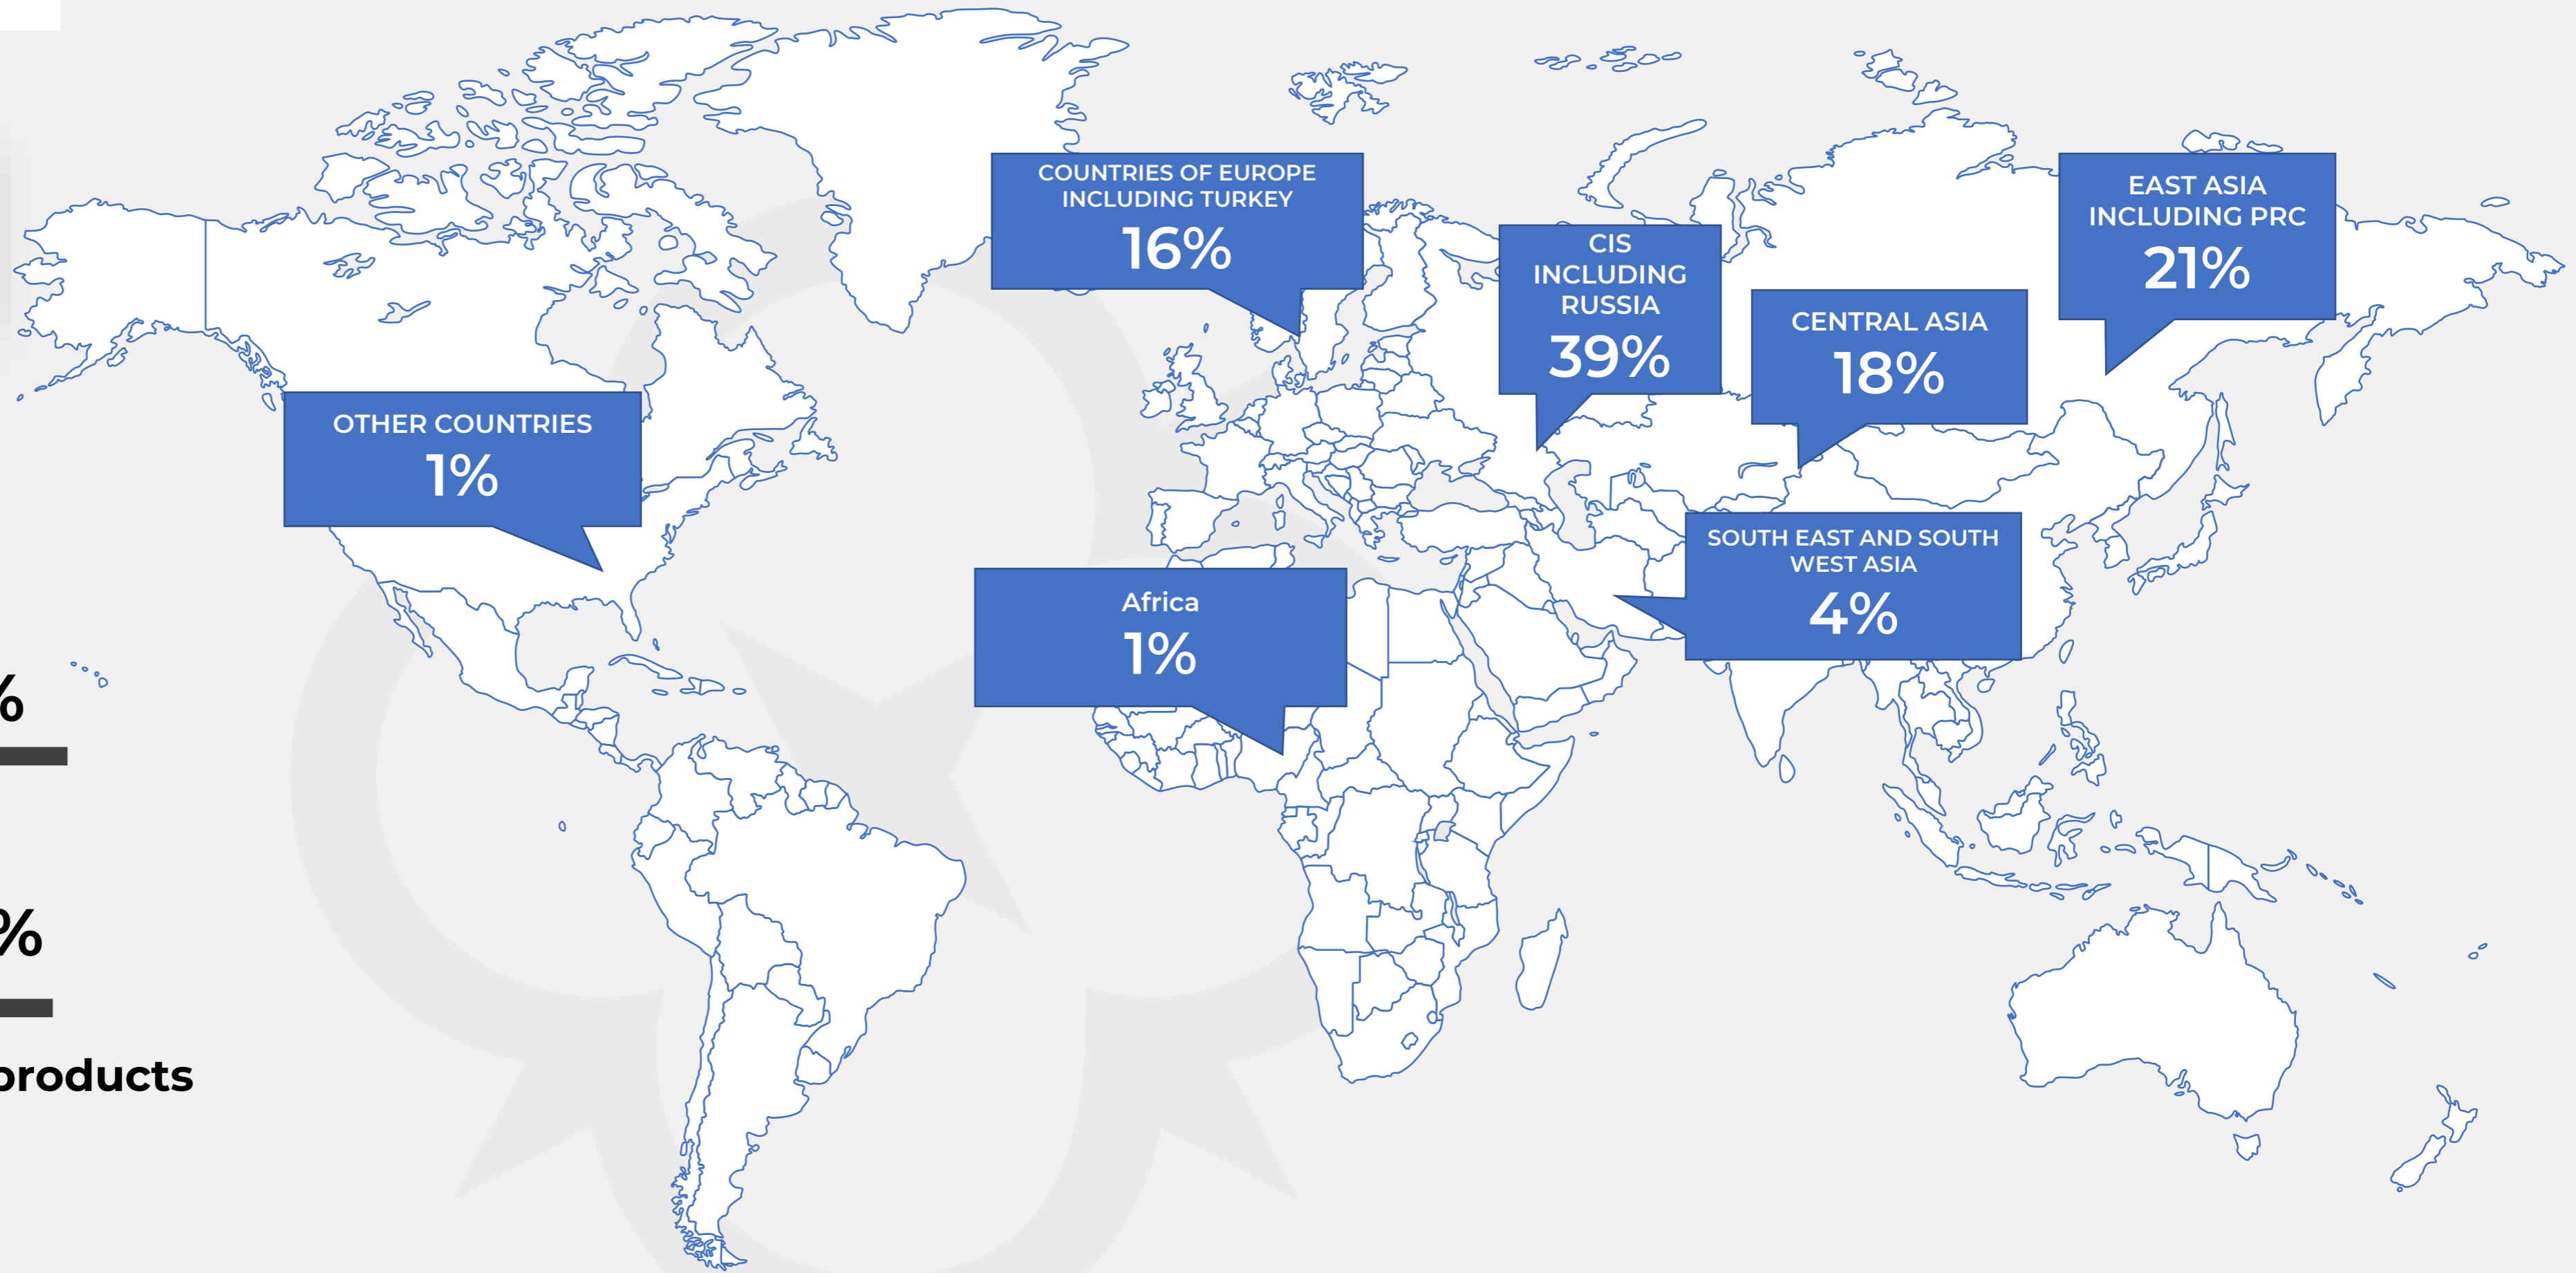 COUNTRIES OF EUROPE
INCLUDING TURKEY
16%
EAST ASIA
INCLUDING PRC
21%
CIS
INCLUDING
RUSSIA
39%
CENTRAL ASIA
18%
OTHER COUNTRIES
1%
SOUTH EAST AND SOUTH
WEST ASIA
4%
Africa
1%
%
%
products